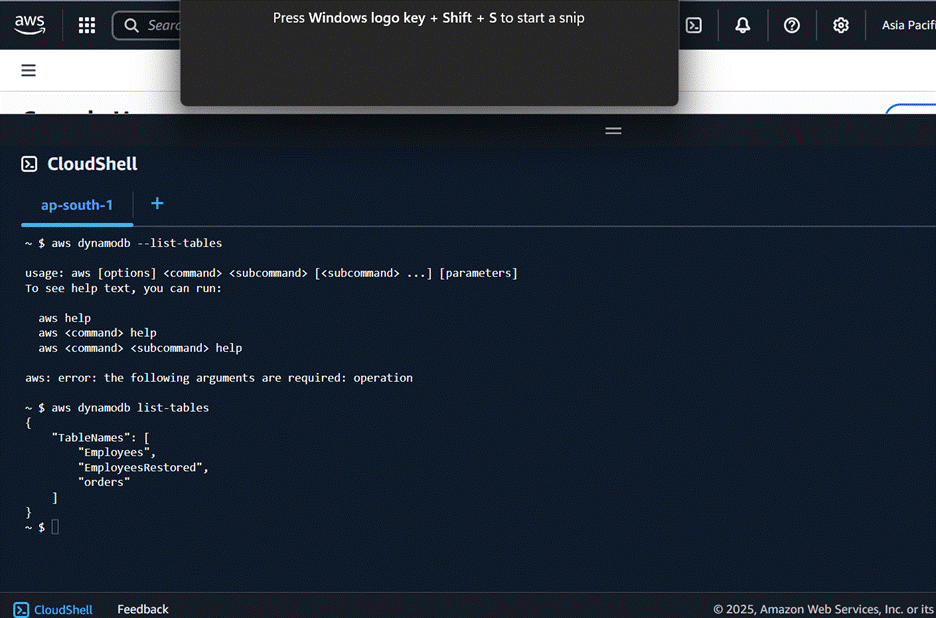 Press Windows logo key + Shift + S to start a snip
aws
Searc
Asia Pacif
CloudShell
ap-south-1 +
~ $ aws dynamodb --list-tables
usage: aws [options] <command> <subcommand> [<subcommand> ...] [parameters]
To see help text, you can run:
  aws help
  aws <command> help
  aws <command> <subcommand> help
aws: error: the following arguments are required: operation
~ $ aws dynamodb list-tables
{
    "TableNames": [
        "Employees",
        "EmployeesRestored",
        "orders"
    ]
}
~ $
CloudShell Feedback © 2025, Amazon Web Services, Inc. or its